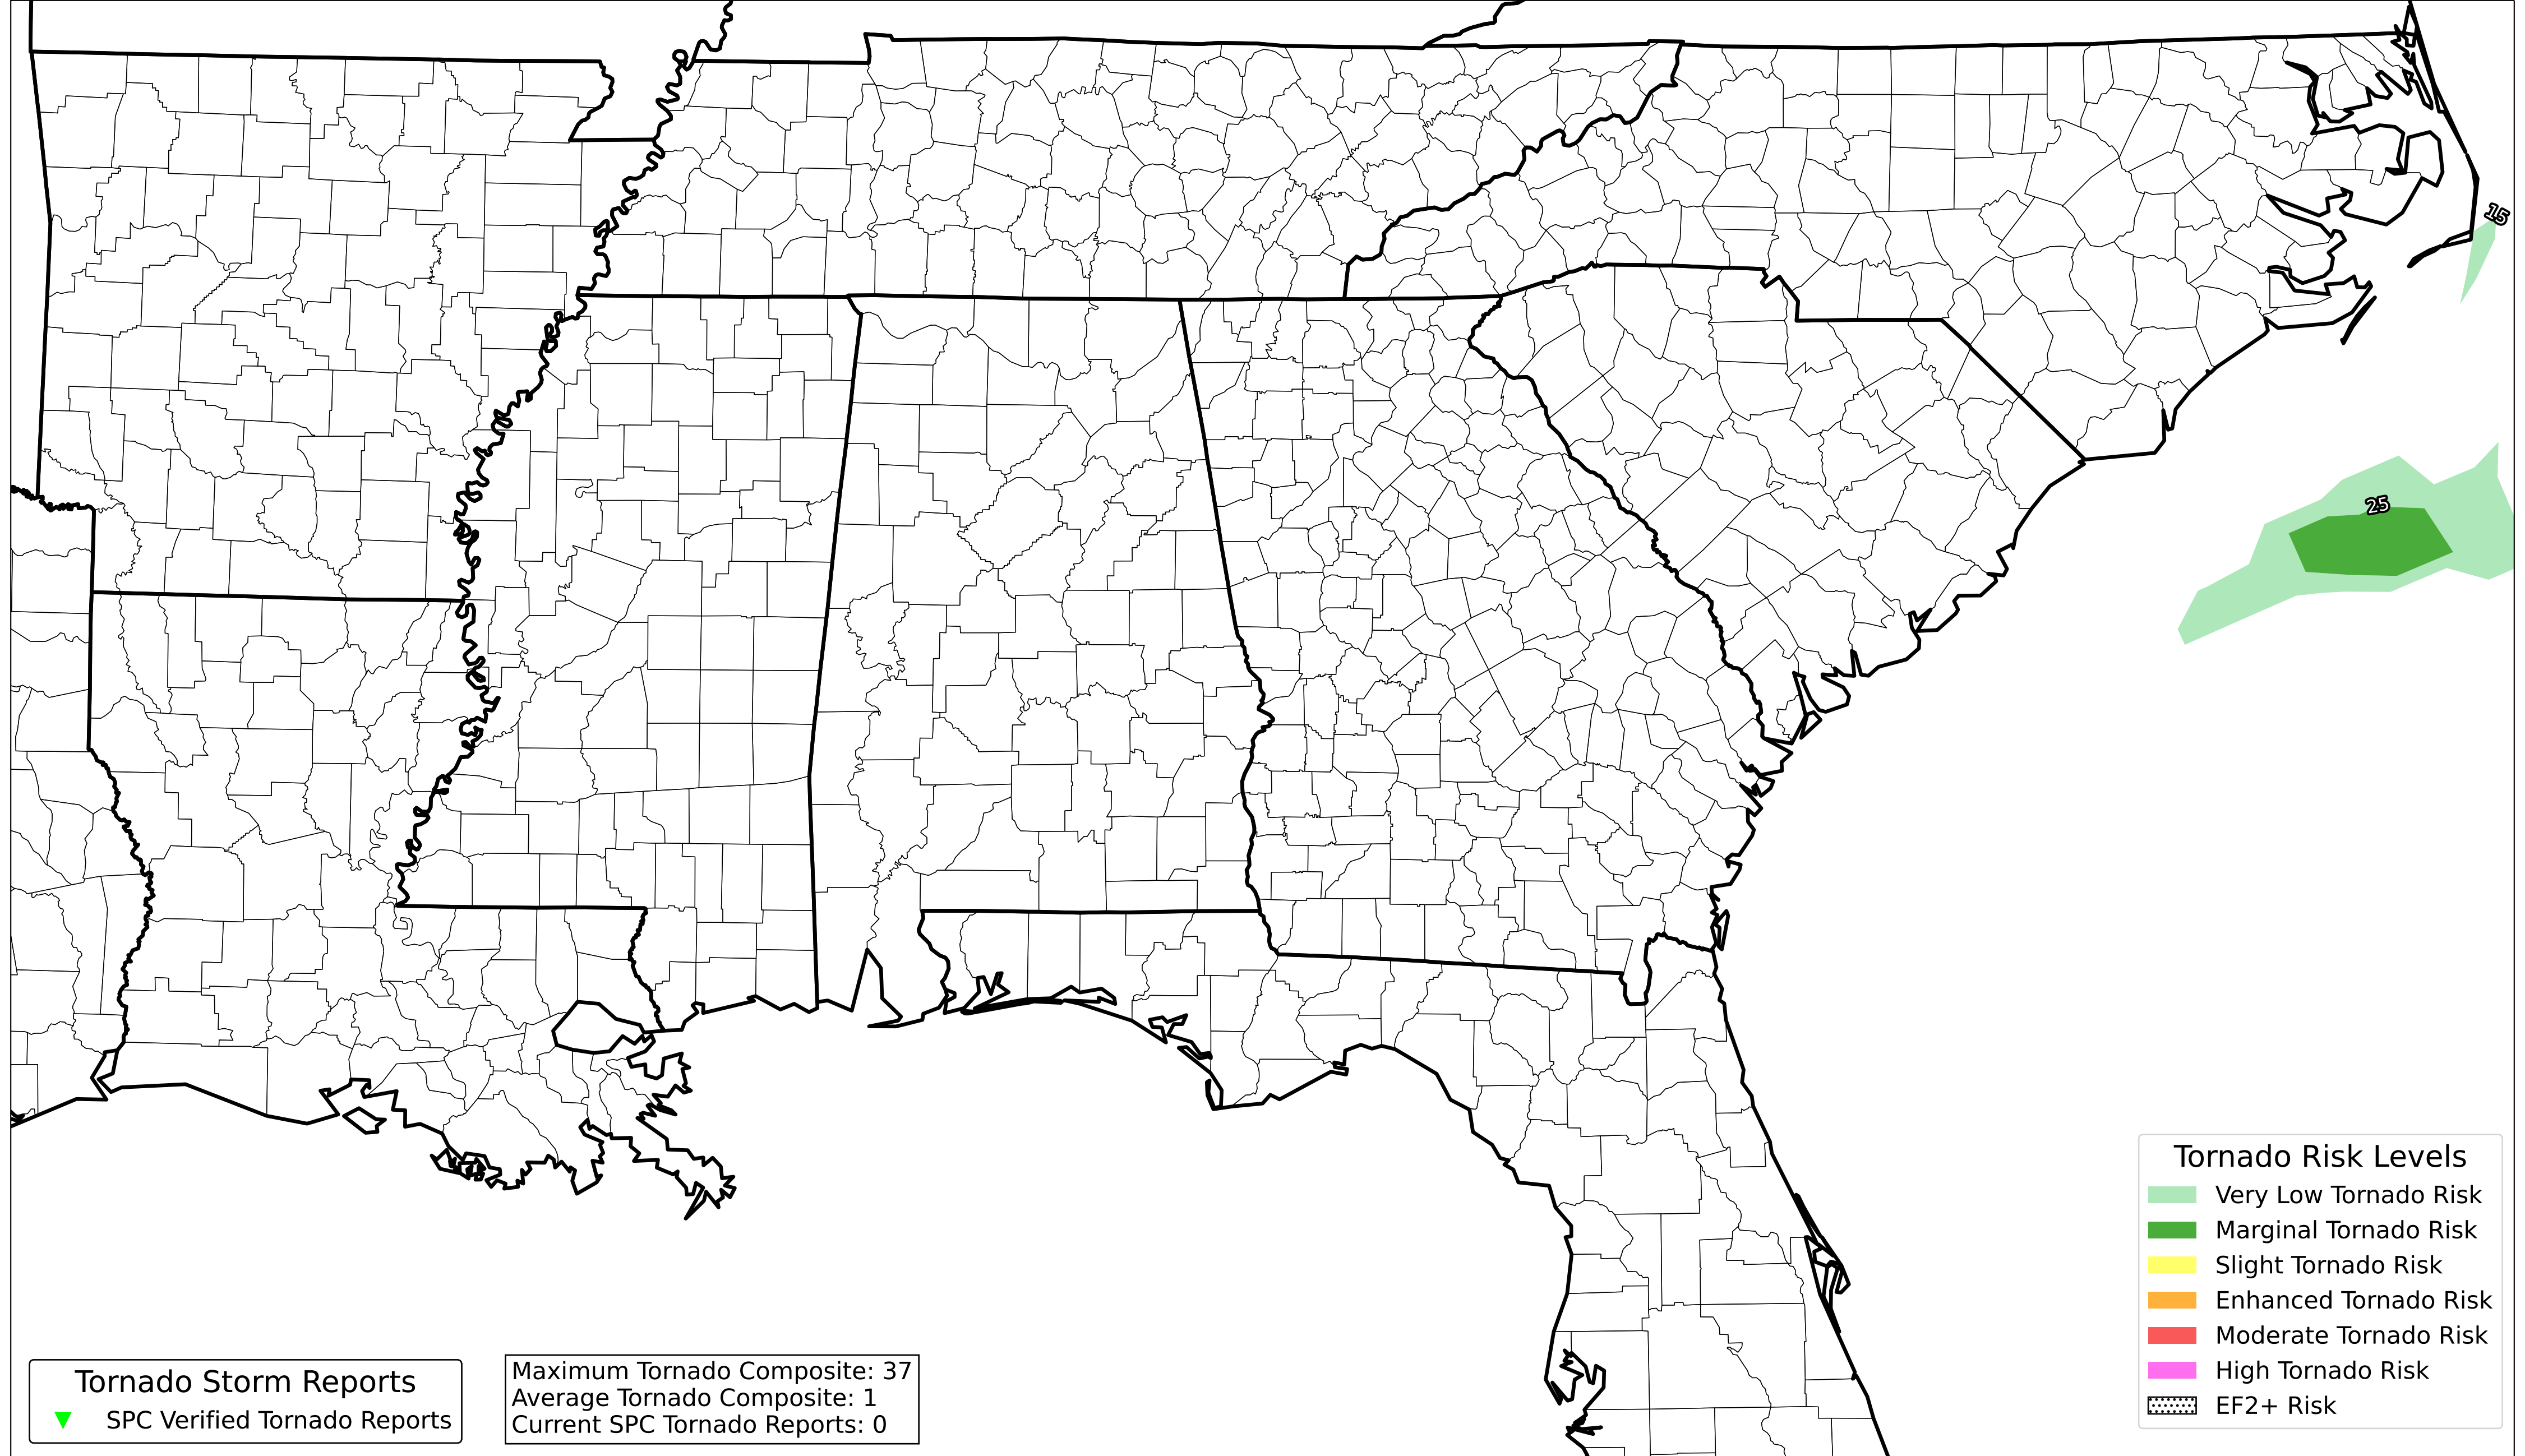 15
25
Tornado Risk Levels
Very Low Tornado Risk
Marginal Tornado Risk
Slight Tornado Risk
Enhanced Tornado Risk
Moderate Tornado Risk
High Tornado Risk
EF2+ Risk
Tornado Storm Reports
SPC Verified Tornado Reports
Maximum Tornado Composite: 37
Average Tornado Composite: 1
Current SPC Tornado Reports: 0